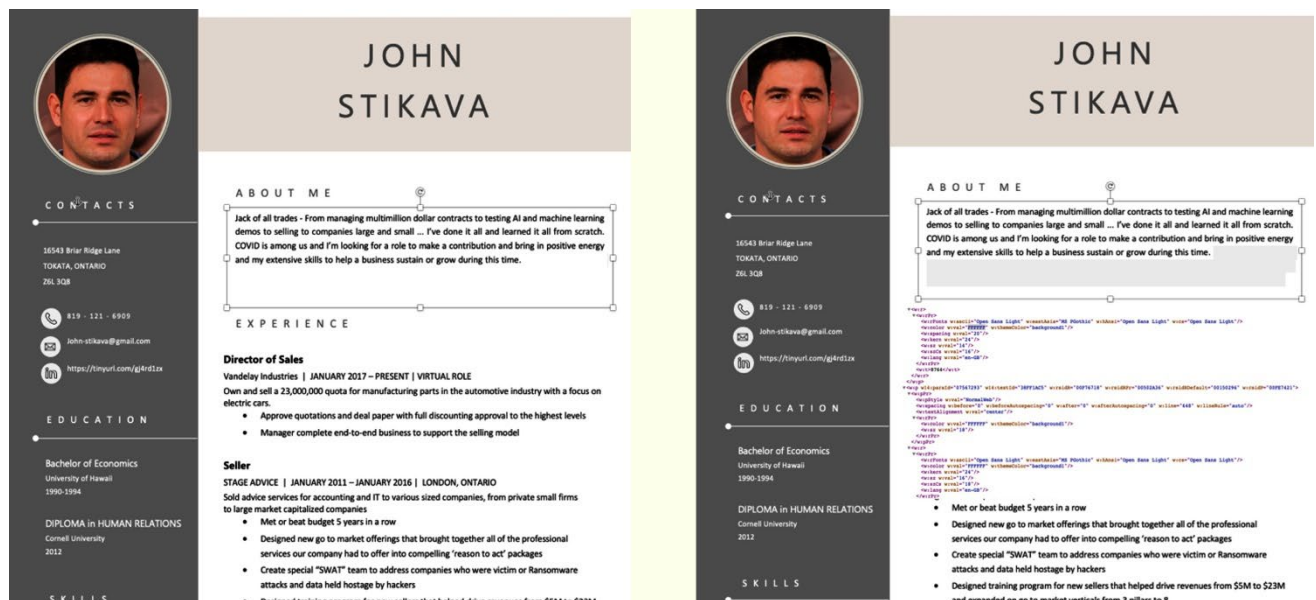 JOHN
STIKAVA
CONTACTS
16543 Briar Ridge Lane
TOKATA, ONTARIO
Z6L 3Q8
819 - 121 - 6909
John-stikava@gmail.com
https://tinyurl.com/gj4rd1zx
EDUCATION
Bachelor of Economics
University of Hawaii
1990-1994
DIPLOMA in HUMAN RELATIONS
Cornell University
2012
SKILLS
ABOUT ME
Jack of all trades - From managing multimillion dollar contracts to testing AI and machine learning
demos to selling to companies large and small ... I've done it all and learned it all from scratch.
COVID is among us and I'm looking for a role to make a contribution and bring in positive energy
and my extensive skills to help a business sustain or grow during this time.
EXPERIENCE
Director of Sales
Vandelay Industries | JANUARY 2017 – PRESENT | VIRTUAL ROLE
Own and sell a 23,000,000 quota for manufacturing parts in the automotive industry with a focus on
electric cars.
• Approve quotations and deal paper with full discounting approval to the highest levels
• Manager complete end-to-end business to support the selling model
Seller
STAGE ADVICE | JANUARY 2011 – JANUARY 2016 | LONDON, ONTARIO
Sold advice services for accounting and IT to various sized companies, from private small firms
to large market capitalized companies
• Met or beat budget 5 years in a row
• Designed new go to market offerings that brought together all of the professional
services our company had to offer into compelling 'reason to act' packages
• Create special "SWAT" team to address companies who were victim or Ransomware
attacks and data held hostage by hackers
JOHN
STIKAVA
CONTACTS
16543 Briar Ridge Lane
TOKATA, ONTARIO
Z6L 3Q8
819 - 121 - 6909
John-stikava@gmail.com
https://tinyurl.com/gj4rd1zx
EDUCATION
Bachelor of Economics
University of Hawaii
1990-1994
DIPLOMA in HUMAN RELATIONS
Cornell University
2012
SKILLS
ABOUT ME
Jack of all trades - From managing multimillion dollar contracts to testing AI and machine learning
demos to selling to companies large and small ... I've done it all and learned it all from scratch.
COVID is among us and I'm looking for a role to make a contribution and bring in positive energy
and my extensive skills to help a business sustain or grow during this time.
• Met or beat budget 5 years in a row
• Designed new go to market offerings that brought together all of the professional
services our company had to offer into compelling 'reason to act' packages
• Create special "SWAT" team to address companies who were victim or Ransomware
attacks and data held hostage by hackers
• Designed training program for new sellers that helped drive revenues from $5M to $23M